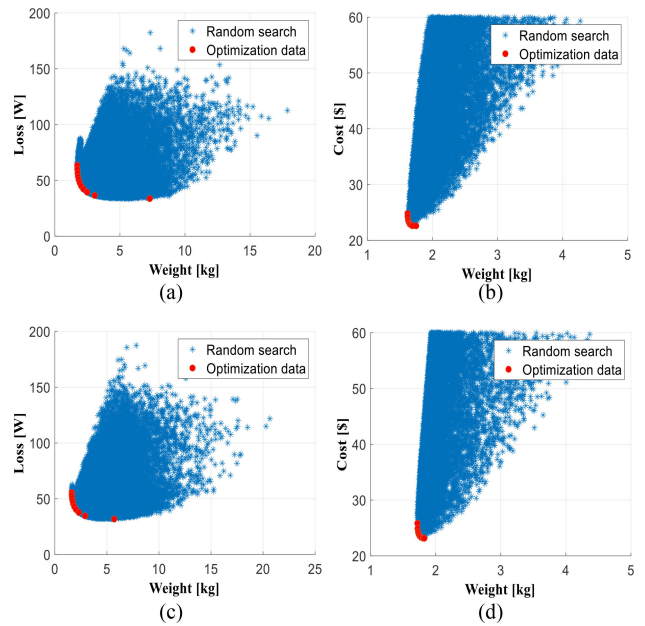 200
150
100
50
0
Loss [W]
Random search
Optimization data
0 5 10 15 20
Weight [kg]
(a)
60
50
40
30
20
Cost [$]
Random search
Optimization data
1 2 3 4 5
Weight [kg]
(b)
200
150
100
50
0
Loss [W]
Random search
Optimization data
0 5 10 15 20 25
Weight [kg]
(c)
60
50
40
30
20
Cost [$]
Random search
Optimization data
1 2 3 4 5
Weight [kg]
(d)